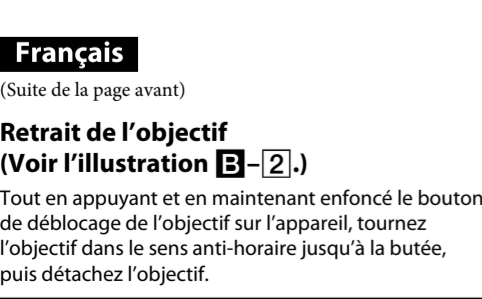 Français
(Suite de la page avant)
Retrait de l’objectif
(Voir l’illustration B–2.)
Tout en appuyant et en maintenant enfoncé le bouton
de déblocage de l’objectif sur l’appareil, tournez
l’objectif dans le sens anti-horaire jusqu’à la butée,
puis détachez l’objectif.